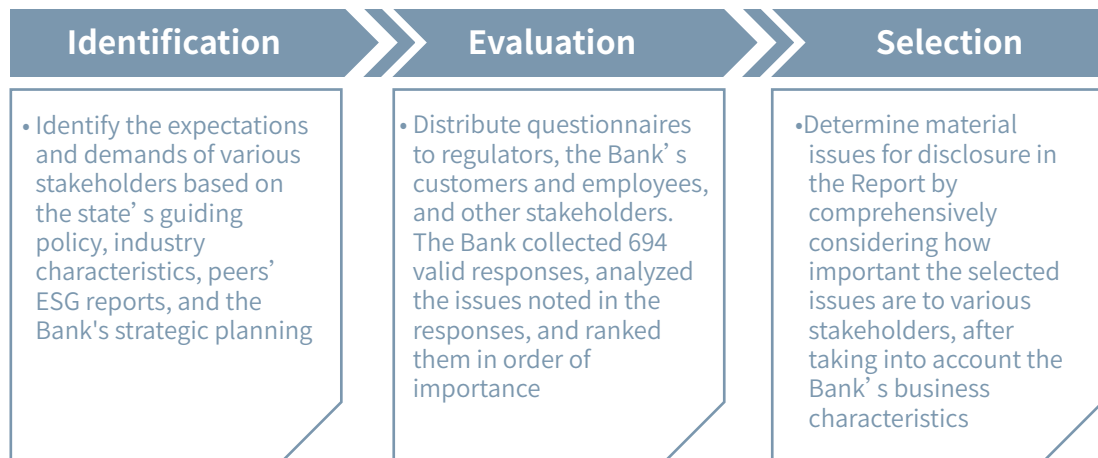 Identification
Evaluation
Selection
• Identify the expectations
and demands of various
stakeholders based on
the state’ s guiding
policy, industry
characteristics, peers’
ESG reports, and the
Bank's strategic planning
• Distribute questionnaires
to regulators, the Bank’ s
customers and employees,
and other stakeholders.
The Bank collected 694
valid responses, analyzed
the issues noted in the
responses, and ranked
them in order of
importance
•Determine material
issues for disclosure in
the Report by
comprehensively
considering how
important the selected
issues are to various
stakeholders, after
taking into account the
Bank’ s business
characteristics